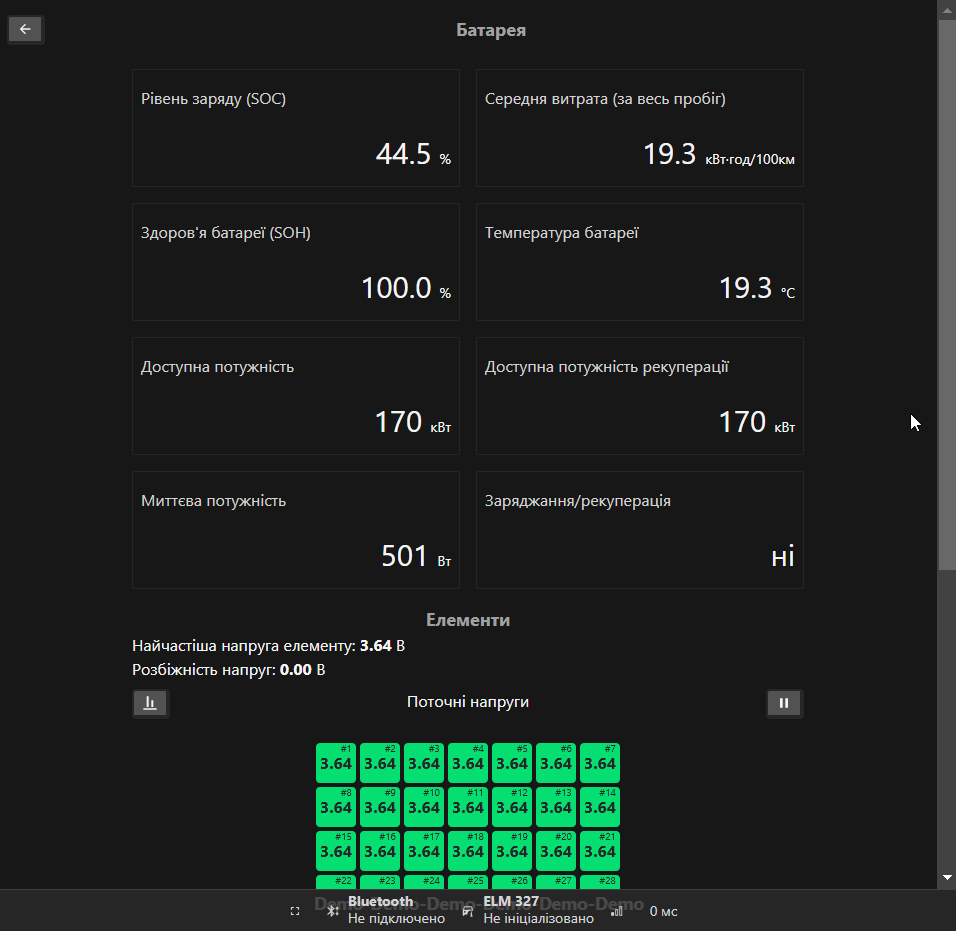 Батарея
Рівень заряду (SOC)
44.5 %
Середня витрата (за весь пробіг)
19.3 кВт·год/100км
Здоров'я батареї (SOH)
100.0 %
Температура батареї
19.3 °C
Доступна потужність
170 кВт
Доступна потужність рекуперації
170 кВт
Миттєва потужність
501 Вт
Заряджання/рекуперація
ні
Елементи
Найчастіша напруга елементу: 3.64 В
Розбіжність напруг: 0.00 В
Поточні напруги
#1 #2 #3 #4 #5 #6 #7
3.64 3.64 3.64 3.64 3.64 3.64 3.64
#8 #9 #10 #11 #12 #13 #14
3.64 3.64 3.64 3.64 3.64 3.64 3.64
#15 #16 #17 #18 #19 #20 #21
3.64 3.64 3.64 3.64 3.64 3.64 3.64
#22 #23 #24 #25 #26 #27 #28
Demo-Demo-Demo-Demo-Demo-Demo
Bluetooth
Не підключено
ELM 327
Не ініціалізовано
0 мс